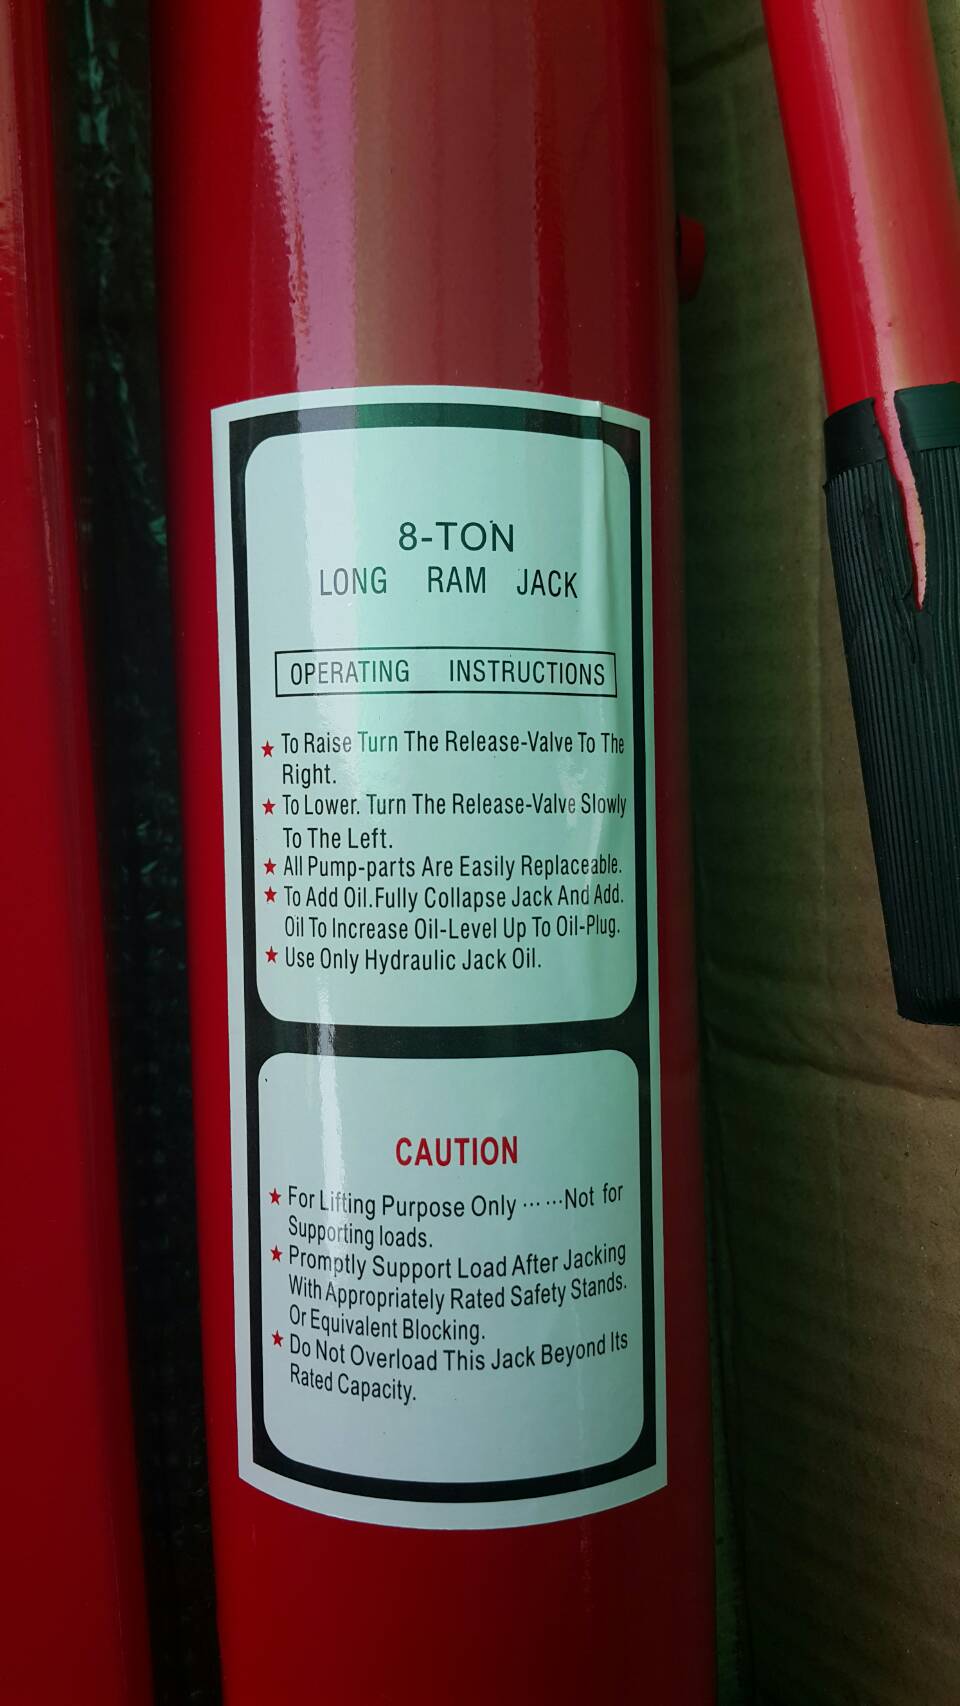 8-TON
LONG RAM JACK
OPERATING INSTRUCTIONS
★ To Raise Turn The Release-Valve To The
Right.
★ To Lower. Turn The Release-Valve Slowly
To The Left.
★ All Pump-parts Are Easily Replaceable.
★ To Add Oil.Fully Collapse Jack And Add.
Oil To Increase Oil-Level Up To Oil-Plug.
★ Use Only Hydraulic Jack Oil.
CAUTION
★ For Lifting Purpose Only ··· ···Not for
Supporting loads.
★ Promptly Support Load After Jacking
With Appropriately Rated Safety Stands.
Or Equivalent Blocking.
★ Do Not Overload This Jack Beyond Its
Rated Capacity.